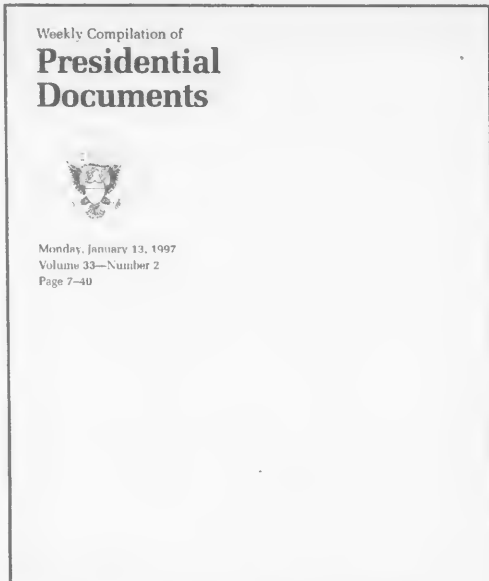 Weekly Compilation of
Presidential
Documents
Monday, January 13, 1997
Volume 33—Number 2
Page 7–40